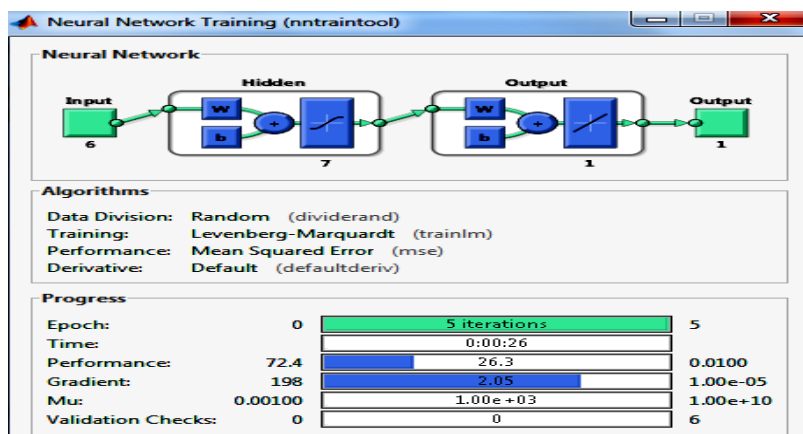 Neural Network Training (nntraintool)
Neural Network
Hidden
Output
Input
Output
W
b
+
W
b
+
6
7
1
1
Algorithms
Data Division: Random (dividerand)
Training: Levenberg-Marquardt (trainlm)
Performance: Mean Squared Error (mse)
Derivative: Default (defaultderiv)
Progress
Epoch: 0 5 iterations 5
Time: 0:00:26
Performance: 72.4 26.3 0.0100
Gradient: 198 2.05 1.00e-05
Mu: 0.00100 1.00e+03 1.00e+10
Validation Checks: 0 0 6